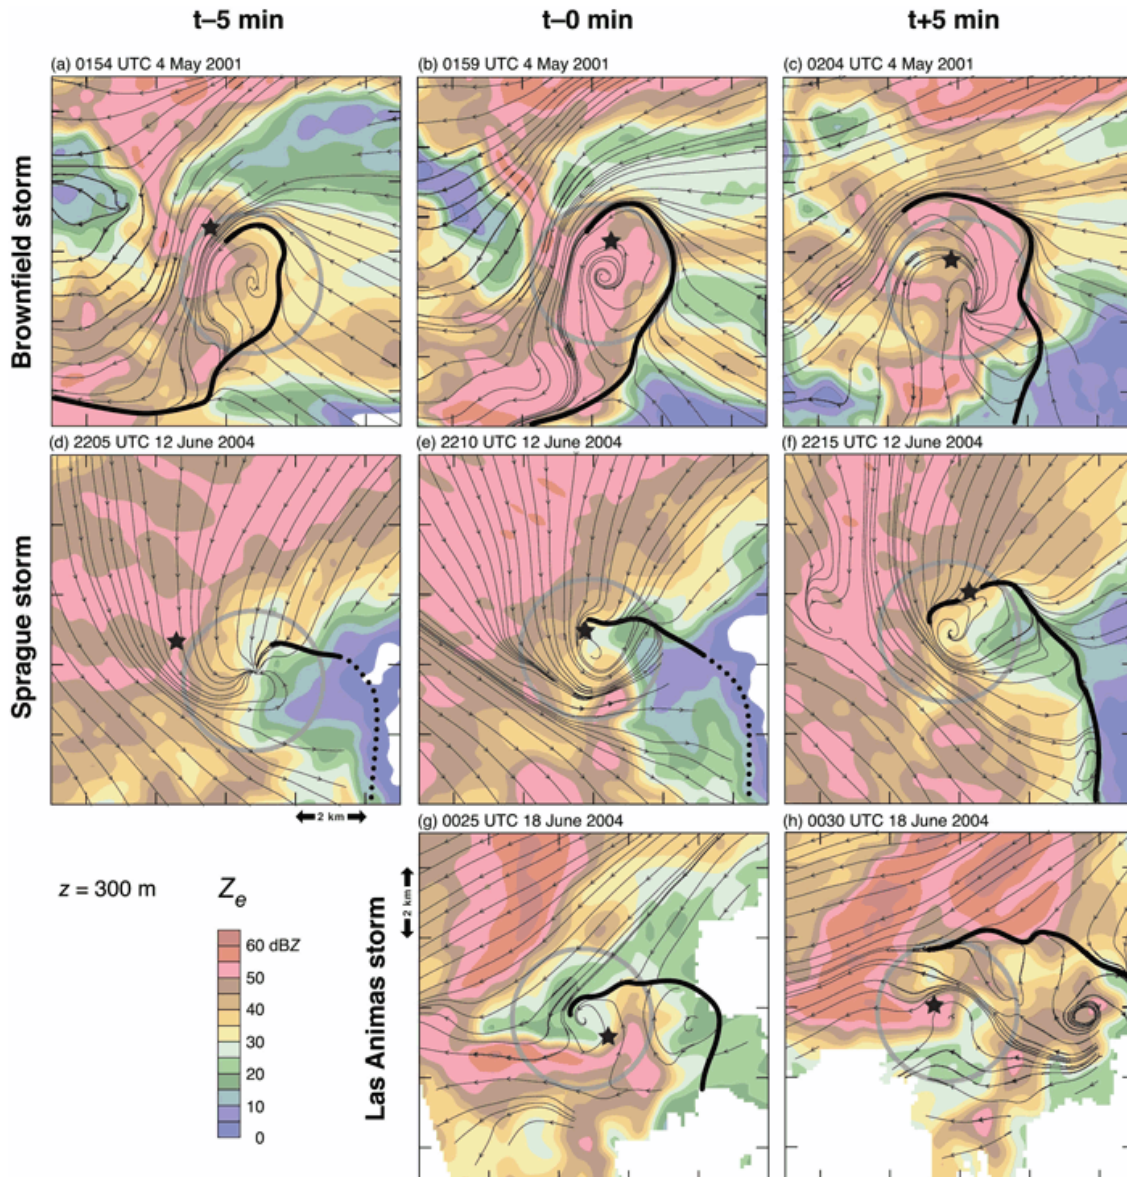 t–5 min
t–0 min
t+5 min
(a) 0154 UTC 4 May 2001
(b) 0159 UTC 4 May 2001
(c) 0204 UTC 4 May 2001
Brownfield storm
(d) 2205 UTC 12 June 2004
(e) 2210 UTC 12 June 2004
(f) 2215 UTC 12 June 2004
Sprague storm
2 km
(g) 0025 UTC 18 June 2004
(h) 0030 UTC 18 June 2004
2 km
Las Animas storm
z = 300 m
Ze
60 dBZ
50
40
30
20
10
0